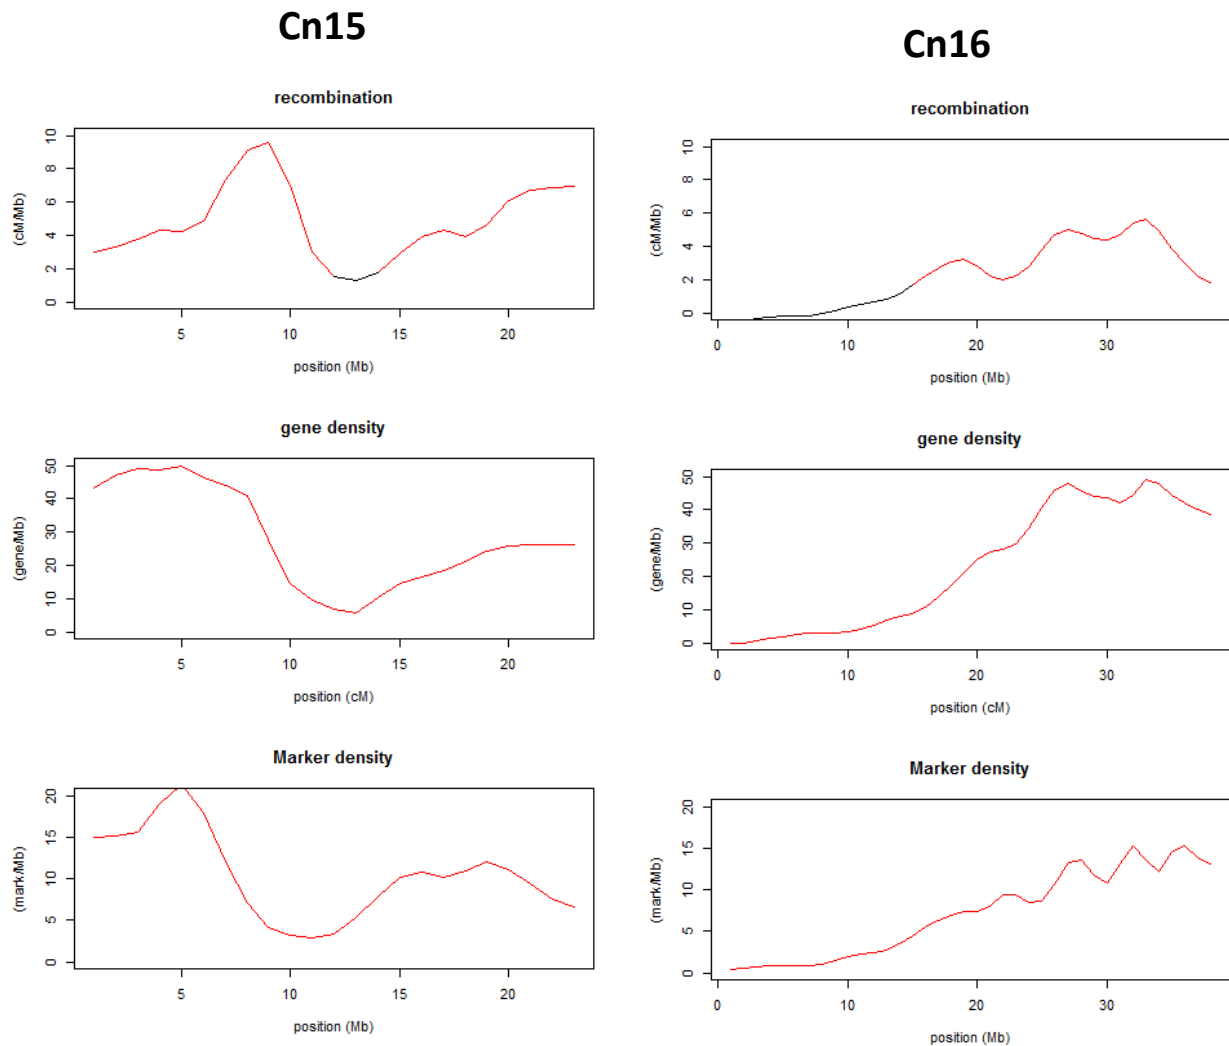 Cn15
recombination
(cM/Mb)
0 2 4 6 8 10
5 10 15 20
position (Mb)
gene density
(gene/Mb)
0 10 20 30 40 50
5 10 15 20
position (cM)
Marker density
(mark/Mb)
0 5 10 15 20
5 10 15 20
position (Mb)
Cn16
recombination
(cM/Mb)
0 2 4 6 8 10
0 10 20 30
position (Mb)
gene density
(gene/Mb)
0 10 20 30 40 50
0 10 20 30
position (cM)
Marker density
(mark/Mb)
0 5 10 15 20
0 10 20 30
position (Mb)